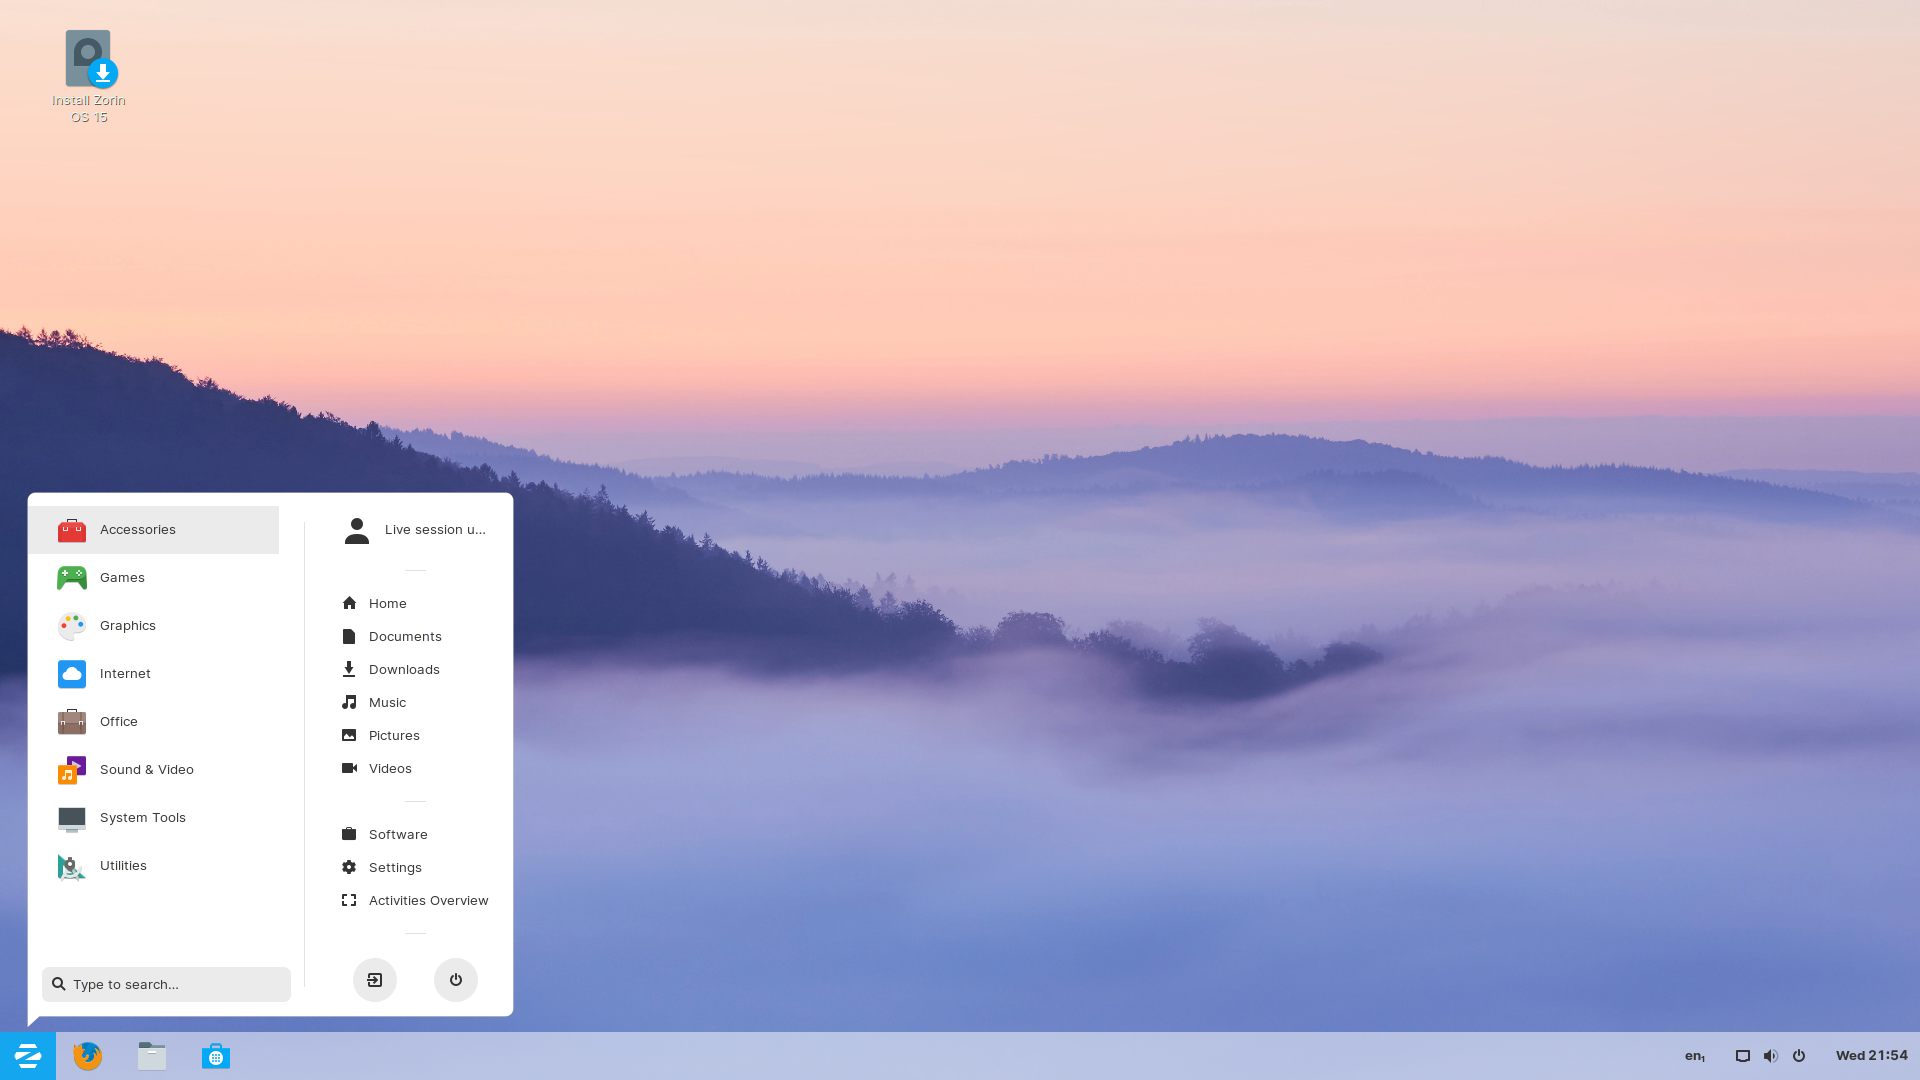 Install Zorin
OS 15
Accessories
Games
Graphics
Internet
Office
Sound & Video
System Tools
Utilities
Type to search...
Live session u...
Home
Documents
Downloads
Music
Pictures
Videos
Software
Settings
Activities Overview
en₁
Wed 21:54